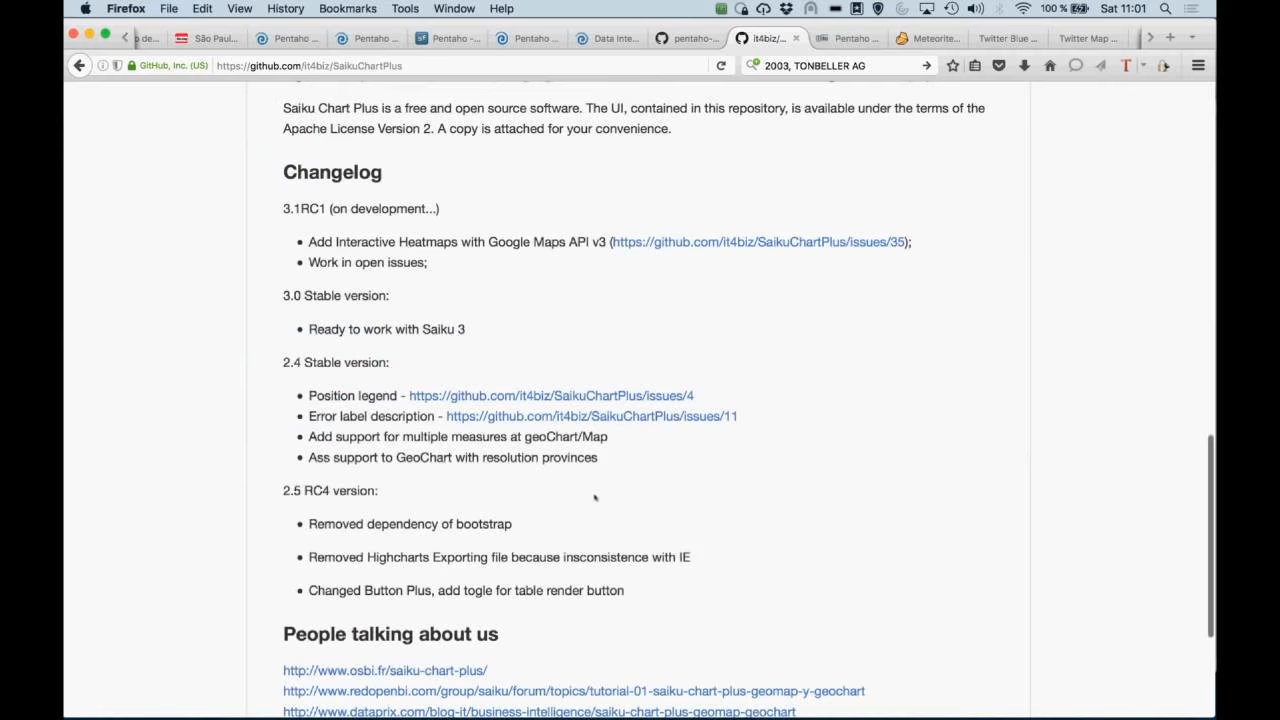 Firefox File Edit View History Bookmarks Tools Window Help 100 % Sat 11:01
o de... São Paul... Pentaho ... Pentaho ... Pentaho -... Pentaho ... Data Inte... pentaho-... it4biz/... Pentaho ... Meteorite... Twitter Blue ... Twitter Map ...
GitHub, Inc. (US) https://github.com/it4biz/SaikuChartPlus 2003, TONBELLER AG
Saiku Chart Plus is a free and open source software. The UI, contained in this repository, is available under the terms of the
Apache License Version 2. A copy is attached for your convenience.
Changelog
3.1RC1 (on development...)
Add Interactive Heatmaps with Google Maps API v3 (https://github.com/it4biz/SaikuChartPlus/issues/35);
Work in open issues;
3.0 Stable version:
Ready to work with Saiku 3
2.4 Stable version:
Position legend - https://github.com/it4biz/SaikuChartPlus/issues/4
Error label description - https://github.com/it4biz/SaikuChartPlus/issues/11
Add support for multiple measures at geoChart/Map
Ass support to GeoChart with resolution provinces
2.5 RC4 version:
Removed dependency of bootstrap
Removed Highcharts Exporting file because insconsistence with IE
Changed Button Plus, add togle for table render button
People talking about us
http://www.osbi.fr/saiku-chart-plus/
http://www.redopenbi.com/group/saiku/forum/topics/tutorial-01-saiku-chart-plus-geomap-y-geochart
http://www.dataprix.com/blog-it/business-intelligence/saiku-chart-plus-geomap-geochart